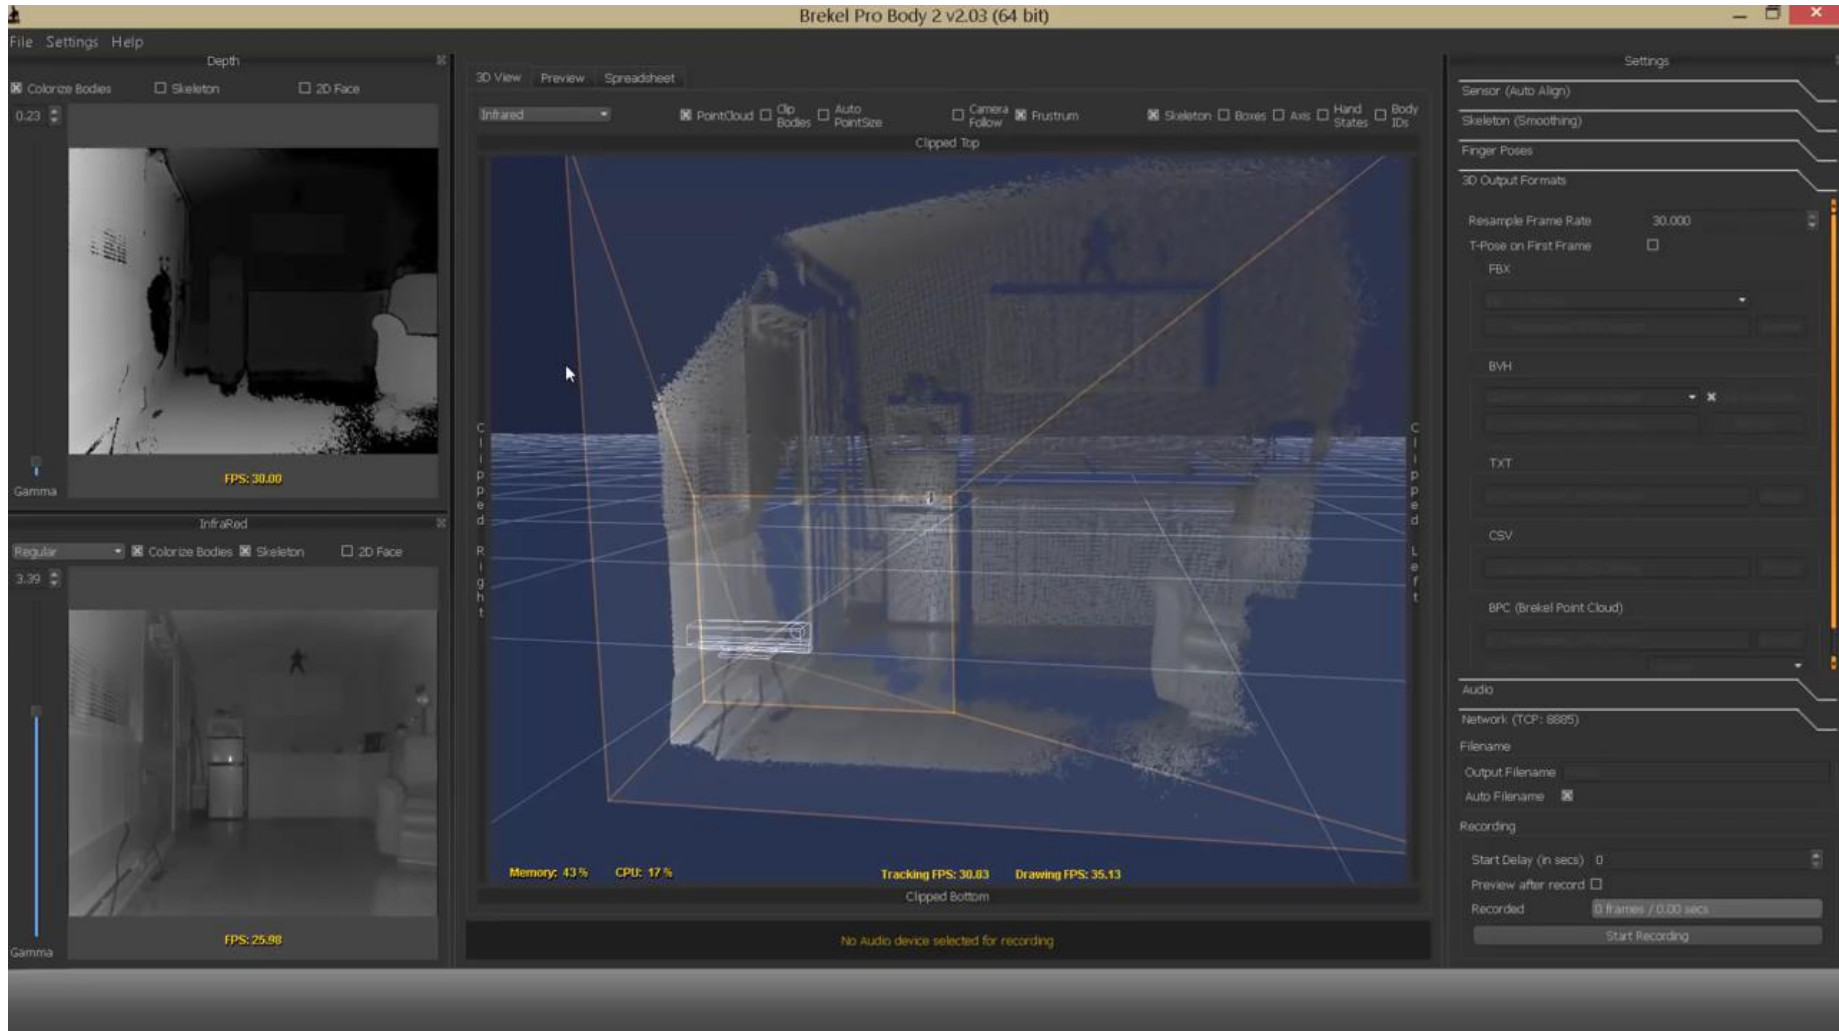 Brekel Pro Body 2 v2.03 (64 bit)
File Settings Help
Depth
Colorize Bodies Skeleton 2D Face
0.23
FPS: 30.00
Gamma
InfraRed
Regular Colorize Bodies Skeleton 2D Face
3.39
FPS: 25.98
Gamma
3D View Preview Spreadsheet
Infrared PointCloud Clip Bodies Auto PointSize Camera Follow Frustrum Skeleton Boxes Axis Hand States Body IDs
Clipped Top
Clipped Right
Clipped Left
Memory: 43 % CPU: 17 % Tracking FPS: 30.83 Drawing FPS: 35.13
Clipped Bottom
No Audio device selected for recording
Settings
Sensor (Auto Align)
Skeleton (Smoothing)
Finger Poses
3D Output Formats
Resample Frame Rate 30.000
T-Pose on First Frame
FBX
BVH
TXT
CSV
BPC (Brekel Point Cloud)
Audio
Network (TCP: 8885)
Filename
Output Filename
Auto Filename
Recording
Start Delay (in secs) 0
Preview after record
Recorded 0 frames / 0.00 secs
Start Recording